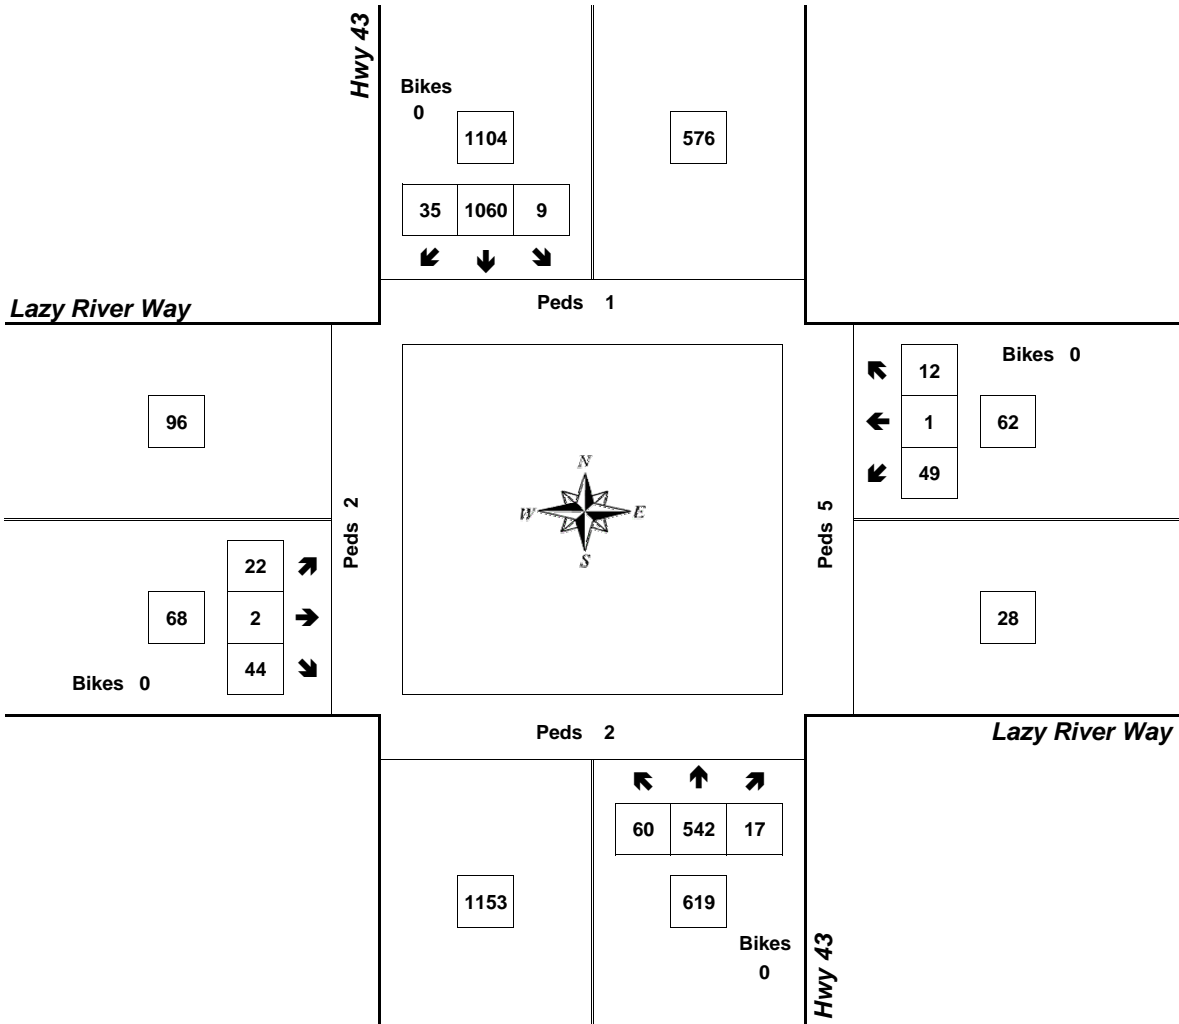 Hwy 43
Bikes
0
1104
576
35 1060 9
Peds 1
Lazy River Way
Bikes 0
12
96
1
62
49
N
W E
S
Peds 2
Peds 5
22
68
2
28
44
Bikes 0
Peds 2
Lazy River Way
60 542 17
1153
619
Bikes
0
Hwy 43